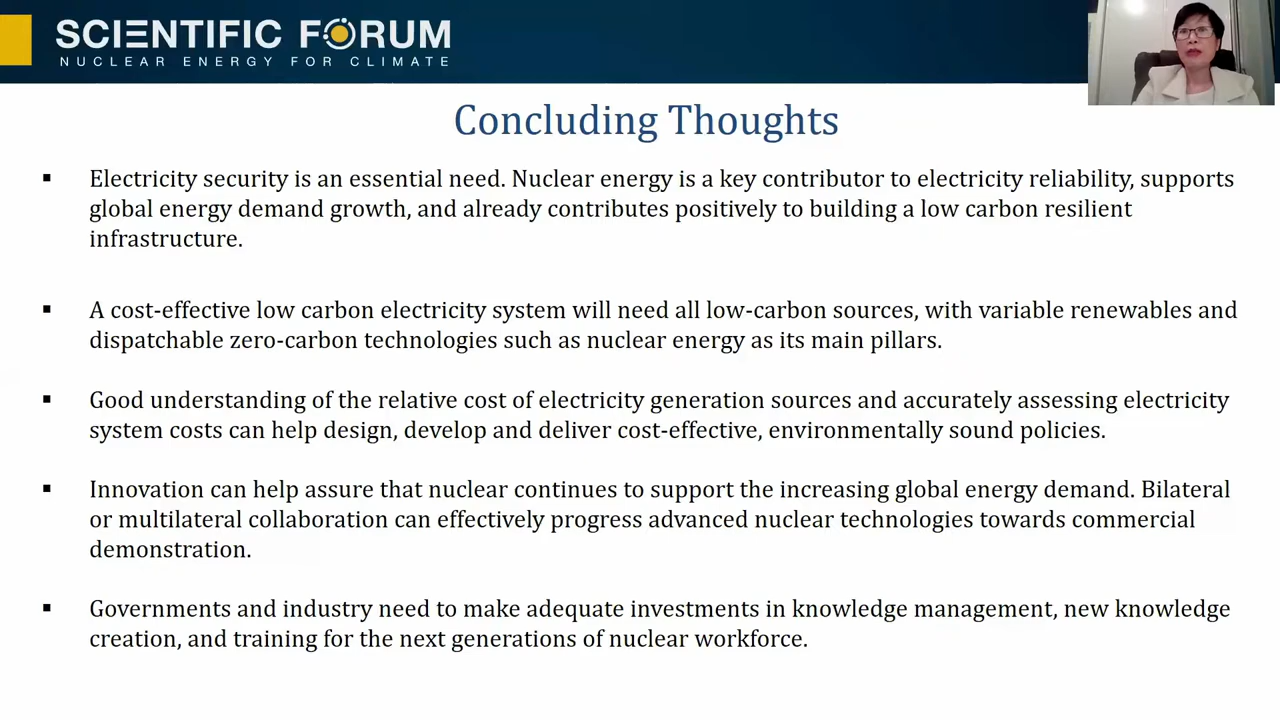 SCIENTIFIC FORUM
NUCLEAR ENERGY FOR CLIMATE
Concluding Thoughts
▪ Electricity security is an essential need. Nuclear energy is a key contributor to electricity reliability, supports
global energy demand growth, and already contributes positively to building a low carbon resilient
infrastructure.
▪ A cost-effective low carbon electricity system will need all low-carbon sources, with variable renewables and
dispatchable zero-carbon technologies such as nuclear energy as its main pillars.
▪ Good understanding of the relative cost of electricity generation sources and accurately assessing electricity
system costs can help design, develop and deliver cost-effective, environmentally sound policies.
▪ Innovation can help assure that nuclear continues to support the increasing global energy demand. Bilateral
or multilateral collaboration can effectively progress advanced nuclear technologies towards commercial
demonstration.
▪ Governments and industry need to make adequate investments in knowledge management, new knowledge
creation, and training for the next generations of nuclear workforce.